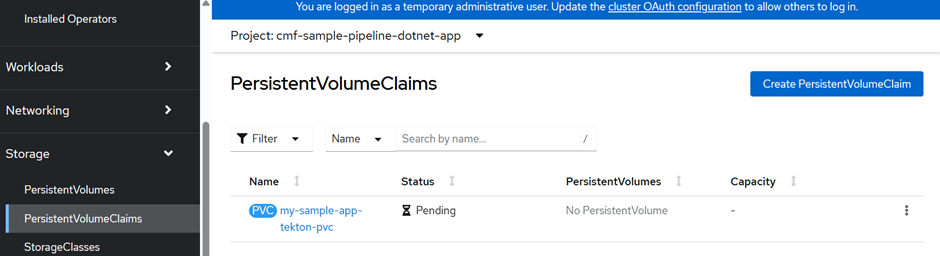 Installed Operators
Workloads
Networking
Storage
PersistentVolumes
PersistentVolumeClaims
StorageClasses
You are logged in as a temporary administrative user. Update the cluster OAuth configuration to allow others to log in.
Project: cmf-sample-pipeline-dotnet-app
PersistentVolumeClaims
Create PersistentVolumeClaim
Filter Name Search by name... /
Name Status PersistentVolumes Capacity
PVC my-sample-app- Pending No PersistentVolume -
tekton-pvc